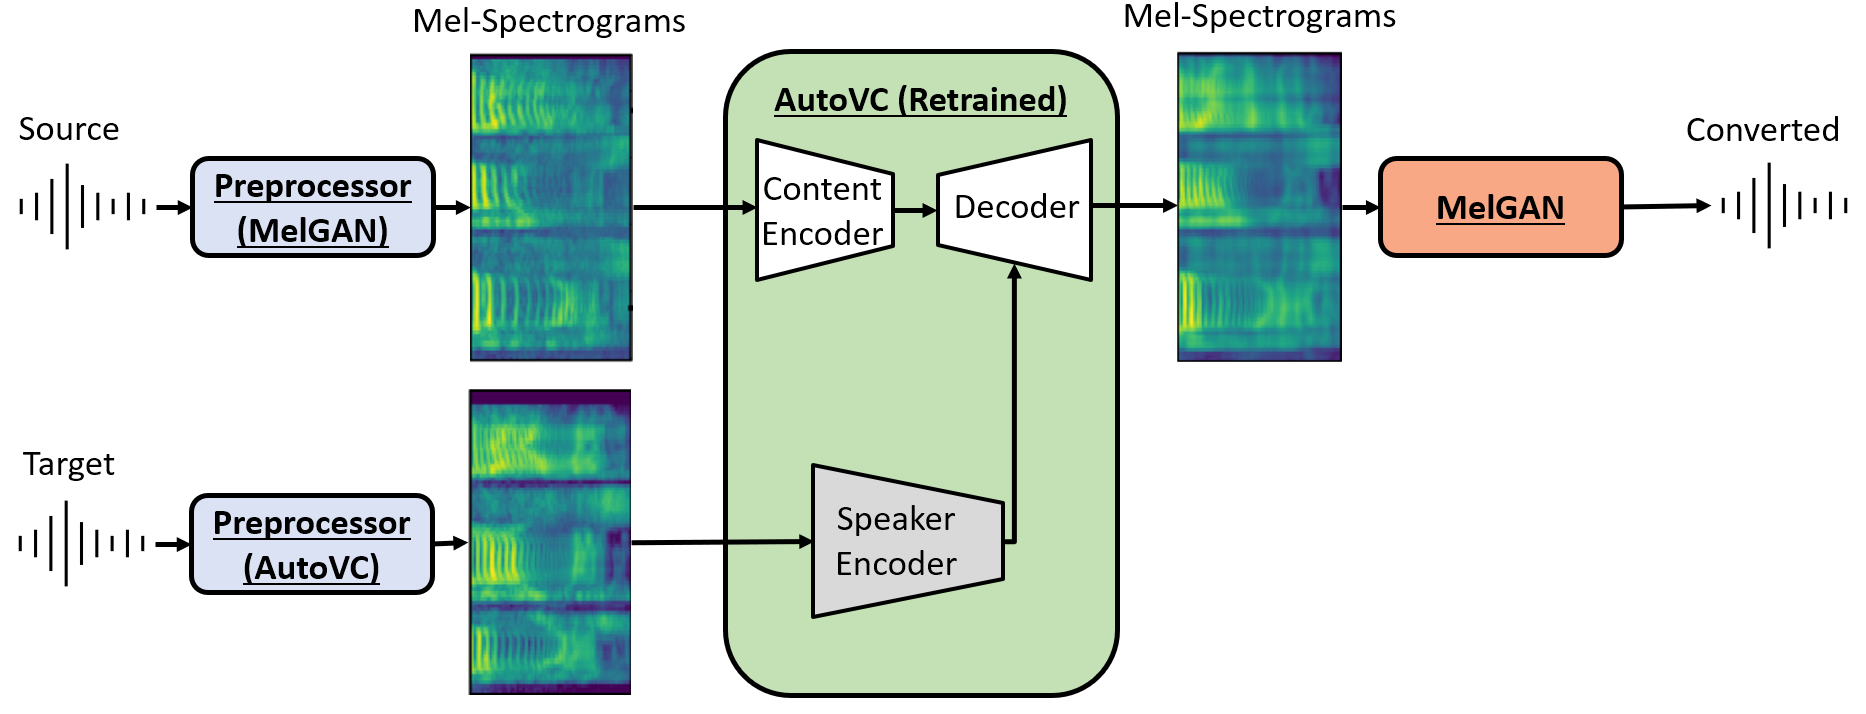 Mel-Spectrograms
Mel-Spectrograms
AutoVC (Retrained)
Source
Converted
Preprocessor
(MelGAN)
Content
Encoder
Decoder
MelGAN
Target
Preprocessor
(AutoVC)
Speaker
Encoder